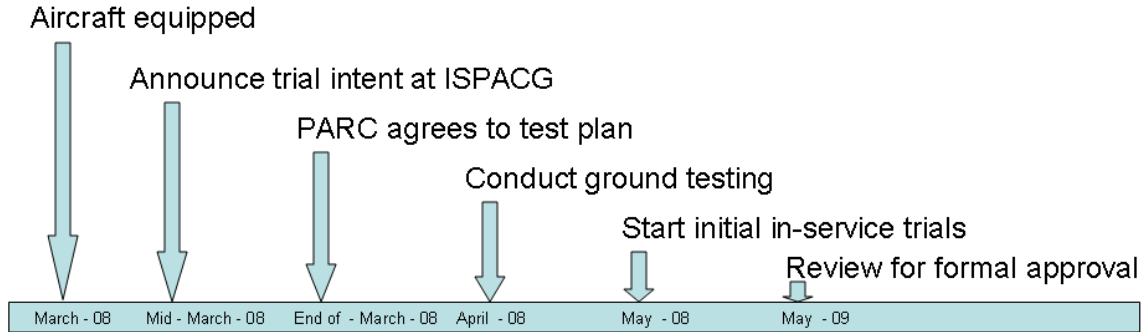 Aircraft equipped
Announce trial intent at ISPACG
PARC agrees to test plan
Conduct ground testing
Start initial in-service trials
Review for formal approval
March - 08 Mid - March - 08 End of - March - 08 April - 08 May - 08 May - 09